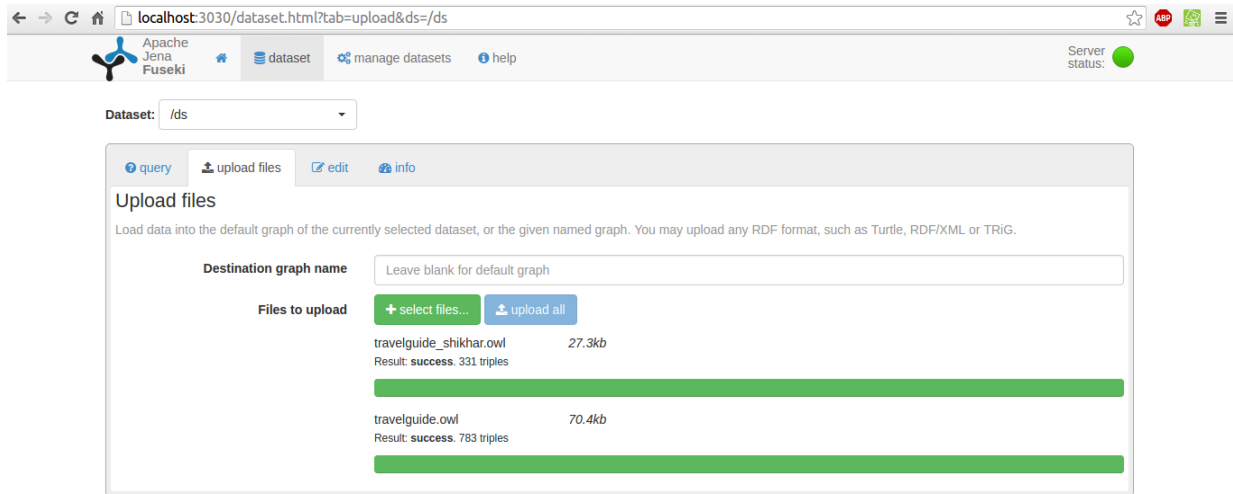 localhost:3030/dataset.html?tab=upload&ds=/ds
ABP
Apache
Jena
Fuseki
dataset
manage datasets
help
Server
status:
Dataset: /ds
query upload files edit info
Upload files
Load data into the default graph of the currently selected dataset, or the given named graph. You may upload any RDF format, such as Turtle, RDF/XML or TRiG.
Destination graph name Leave blank for default graph
Files to upload + select files... upload all
travelguide_shikhar.owl 27.3kb
Result: success. 331 triples
travelguide.owl 70.4kb
Result: success. 783 triples